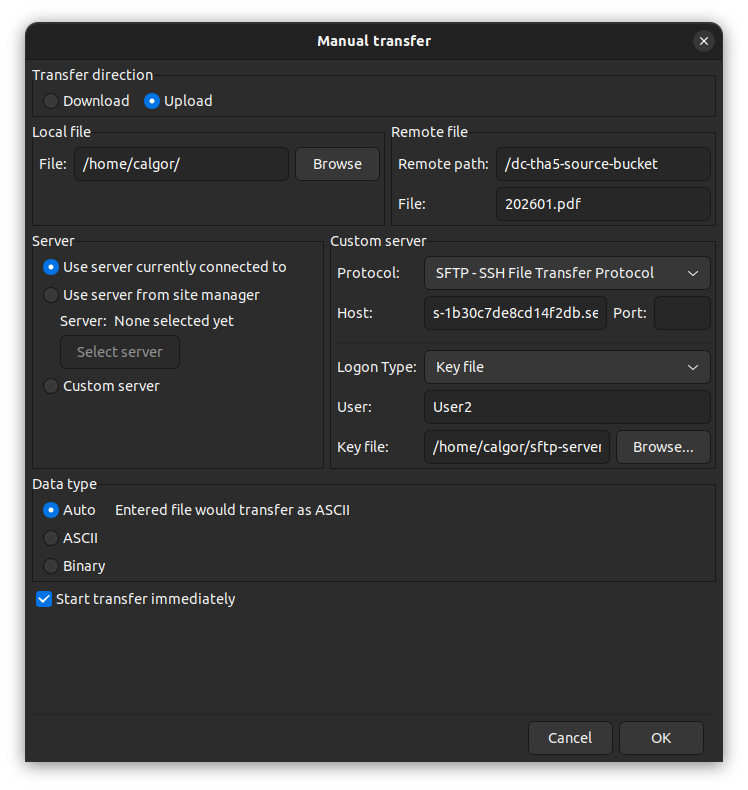 Manual transfer
Transfer direction
Download Upload
Local file
File: /home/calgor/ Browse
Remote file
Remote path: /dc-tha5-source-bucket
File: 202601.pdf
Server
Use server currently connected to
Use server from site manager
Server: None selected yet
Select server
Custom server
Custom server
Protocol: SFTP - SSH File Transfer Protocol
Host: s-1b30c7de8cd14f2db.se Port:
Logon Type: Key file
User: User2
Key file: /home/calgor/sftp-server Browse...
Data type
Auto Entered file would transfer as ASCII
ASCII
Binary
Start transfer immediately
Cancel OK